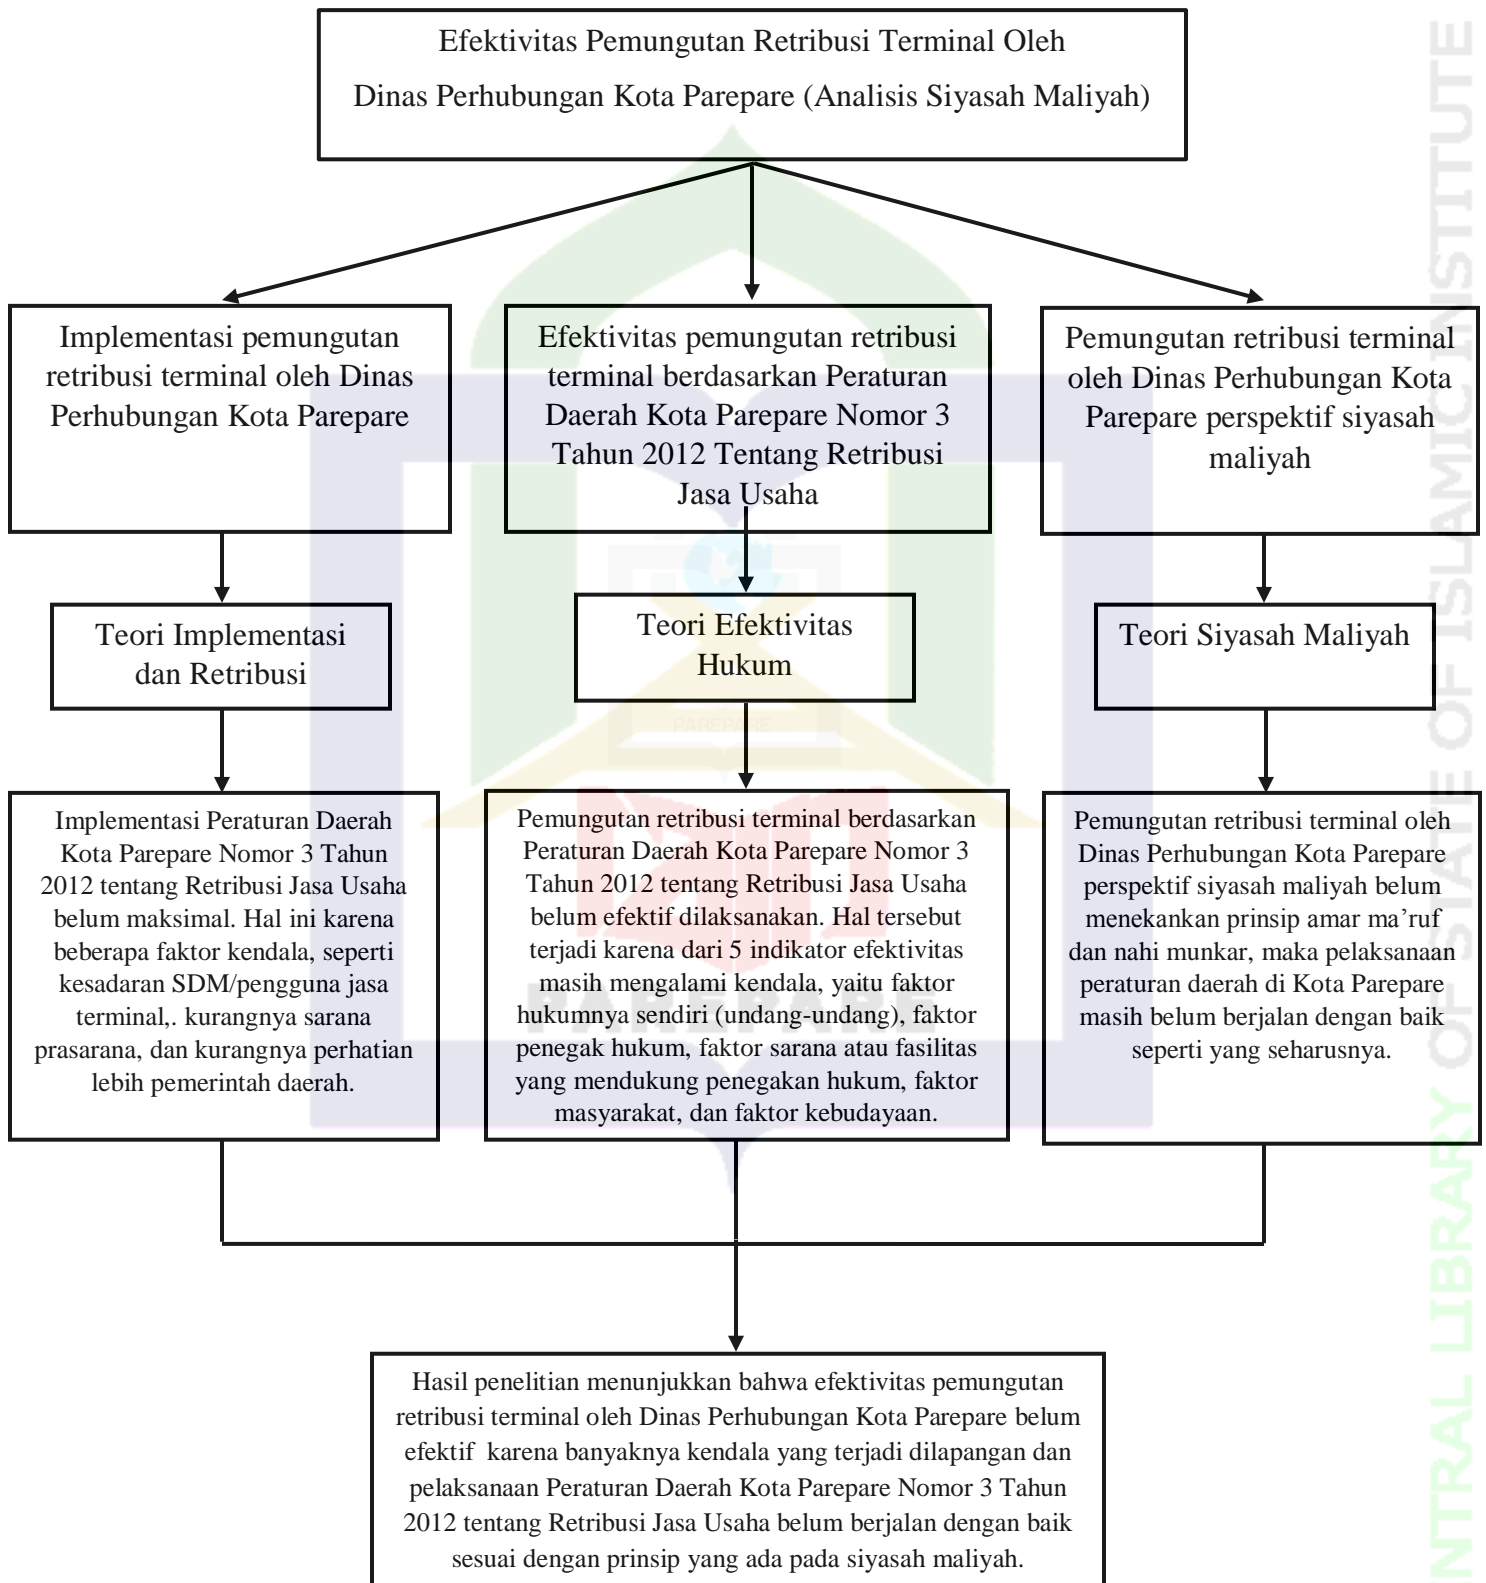 Efektivitas Pemungutan Retribusi Terminal Oleh
Dinas Perhubungan Kota Parepare (Analisis Siyasah Maliyah)
Implementasi pemungutan
retribusi terminal oleh Dinas
Perhubungan Kota Parepare
Efektivitas pemungutan retribusi
terminal berdasarkan Peraturan
Daerah Kota Parepare Nomor 3
Tahun 2012 Tentang Retribusi
Jasa Usaha
Pemungutan retribusi terminal
oleh Dinas Perhubungan Kota
Parepare perspektif siyasah
maliyah
Teori Implementasi
dan Retribusi
Teori Efektivitas
Hukum
Teori Siyasah Maliyah
Implementasi Peraturan Daerah
Kota Parepare Nomor 3 Tahun
2012 tentang Retribusi Jasa Usaha
belum maksimal. Hal ini karena
beberapa faktor kendala, seperti
kesadaran SDM/pengguna jasa
terminal,. kurangnya sarana
prasarana, dan kurangnya perhatian
lebih pemerintah daerah.
Pemungutan retribusi terminal berdasarkan
Peraturan Daerah Kota Parepare Nomor 3
Tahun 2012 tentang Retribusi Jasa Usaha
belum efektif dilaksanakan. Hal tersebut
terjadi karena dari 5 indikator efektivitas
masih mengalami kendala, yaitu faktor
hukumnya sendiri (undang-undang), faktor
penegak hukum, faktor sarana atau fasilitas
yang mendukung penegakan hukum, faktor
masyarakat, dan faktor kebudayaan.
Pemungutan retribusi terminal oleh
Dinas Perhubungan Kota Parepare
perspektif siyasah maliyah belum
menekankan prinsip amar ma’ruf
dan nahi munkar, maka pelaksanaan
peraturan daerah di Kota Parepare
masih belum berjalan dengan baik
seperti yang seharusnya.
Hasil penelitian menunjukkan bahwa efektivitas pemungutan
retribusi terminal oleh Dinas Perhubungan Kota Parepare belum
efektif karena banyaknya kendala yang terjadi dilapangan dan
pelaksanaan Peraturan Daerah Kota Parepare Nomor 3 Tahun
2012 tentang Retribusi Jasa Usaha belum berjalan dengan baik
sesuai dengan prinsip yang ada pada siyasah maliyah.
PAREPARE
PAREPARE
NTRAL LIBRARY OF STATE OF ISLAMIC INSTITUTE